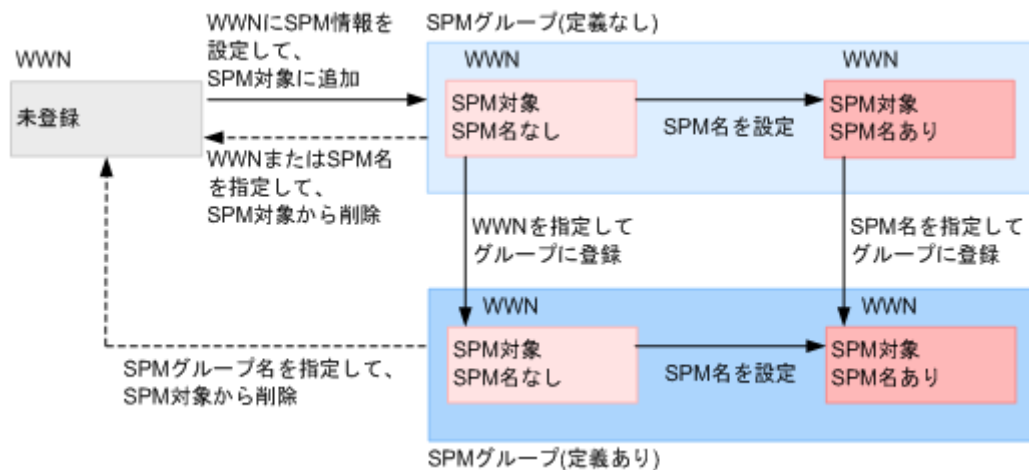 WWN
未登録
WWNにSPM情報を
設定して、
SPM対象に追加
WWNまたはSPM名
を指定して、
SPM対象から削除
SPMグループ(定義なし)
WWN
SPM対象
SPM名なし
SPM名を設定
WWN
SPM対象
SPM名あり
WWNを指定して
グループに登録
SPM名を指定して
グループに登録
WWN
SPM対象
SPM名なし
SPM名を設定
WWN
SPM対象
SPM名あり
SPMグループ名を指定して、
SPM対象から削除
SPMグループ(定義あり)